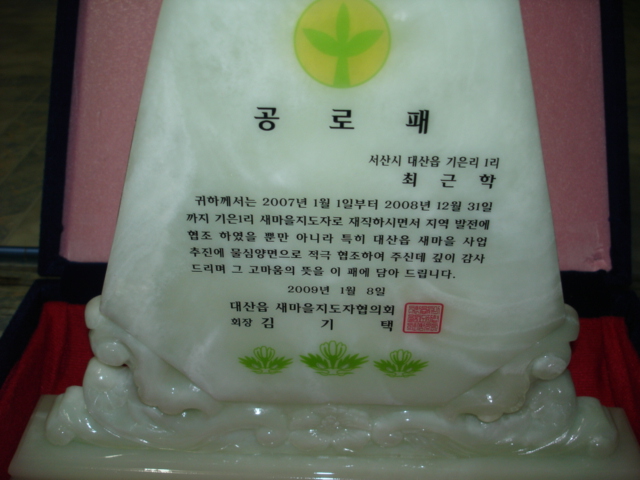 공 로 패
서산시 대산읍 기은리 1리
최 근 학
귀하께서는 2007년 1월 1일부터 2008년 12월 31일
까지 기은1리 새마을지도자로 재직하시면서 지역 발전에
협조 하였을 뿐만 아니라 특히 대산읍 새마을 사업
추진에 물심양면으로 적극 협조하여 주신데 깊이 감사
드리며 그 고마움의 뜻을 이 패에 담아 드립니다.
2009년 1월 8일
대산읍 새마을지도자협의회
회장 김 기 택